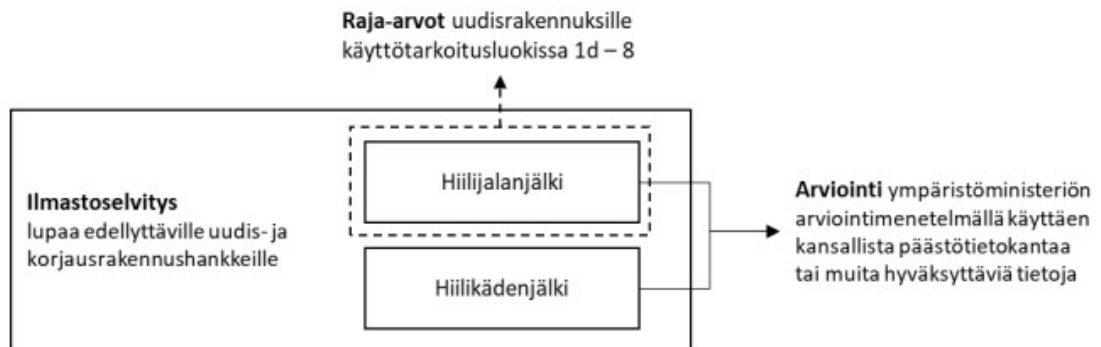 Raja-arvot uudisrakennuksille
käyttötarkoitusluokissa 1d – 8
Ilmastoselvitys
lupaa edellyttäville uudis- ja
korjausrakennushankkeille
Hiilijalanjälki
Hiilikädenjälki
Arviointi ympäristöministeriön
arviointimenetelmällä käyttäen
kansallista päästötietokantaa
tai muita hyväksyttäviä tietoja